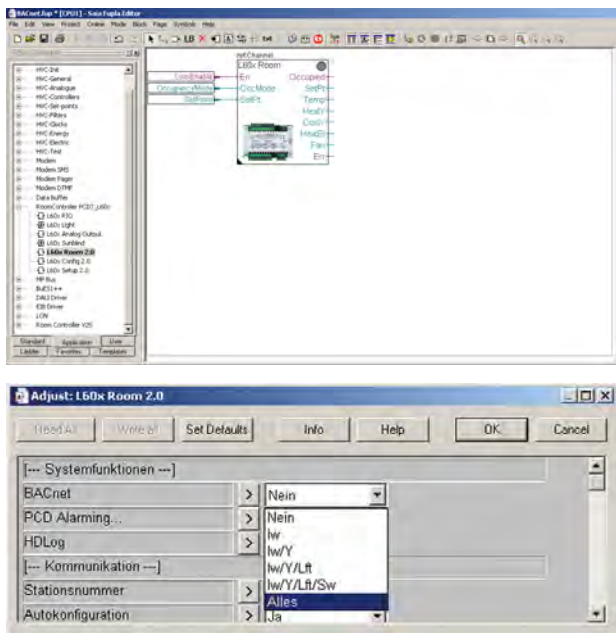 BACnet.fup * [CPU1] - Saia Fupla Editor
File Edit View Project Online Mode Block Page Symbols Help
HVC-Init
HVC-General
HVC-Analogue
HVC-Controllers
HVC-Set-points
HVC-Filters
HVC-Clocks
HVC-Energy
HVC-Electric
HVC-Test
Modem
Modem SMS
Modem Pager
Modem DTMF
Data Buffer
RoomController PCD7_L60x
L60x RIO
L60x Light
L60x Analog Output
L60x Sunblind
L60x Room 2.0
L60x Config 2.0
L60x Setup 2.0
MP Bus
BuES1++
DALI Driver
EIB Driver
LON
Room Controller V25
Standard Application User
Ladder Favorites Templates
L60x Room
En Occupied
OccupancyMode OccMode SetPt
SetPoint SetPt Temp
HeatY
CoolY
Fan
Err
Adjust: L60x Room 2.0
Read All Write all Set Defaults Info Help OK Cancel
[--- Systemfunktionen ---]
BACnet > Nein
PCD Alarming... > Nein
Iw
HDLog > Iw/Y
[--- Kommunikation ---] Iw/Y/Lft
Iw/Y/Lft/Sw
Stationsnummer > Alles
Autokonfiguration > Ja